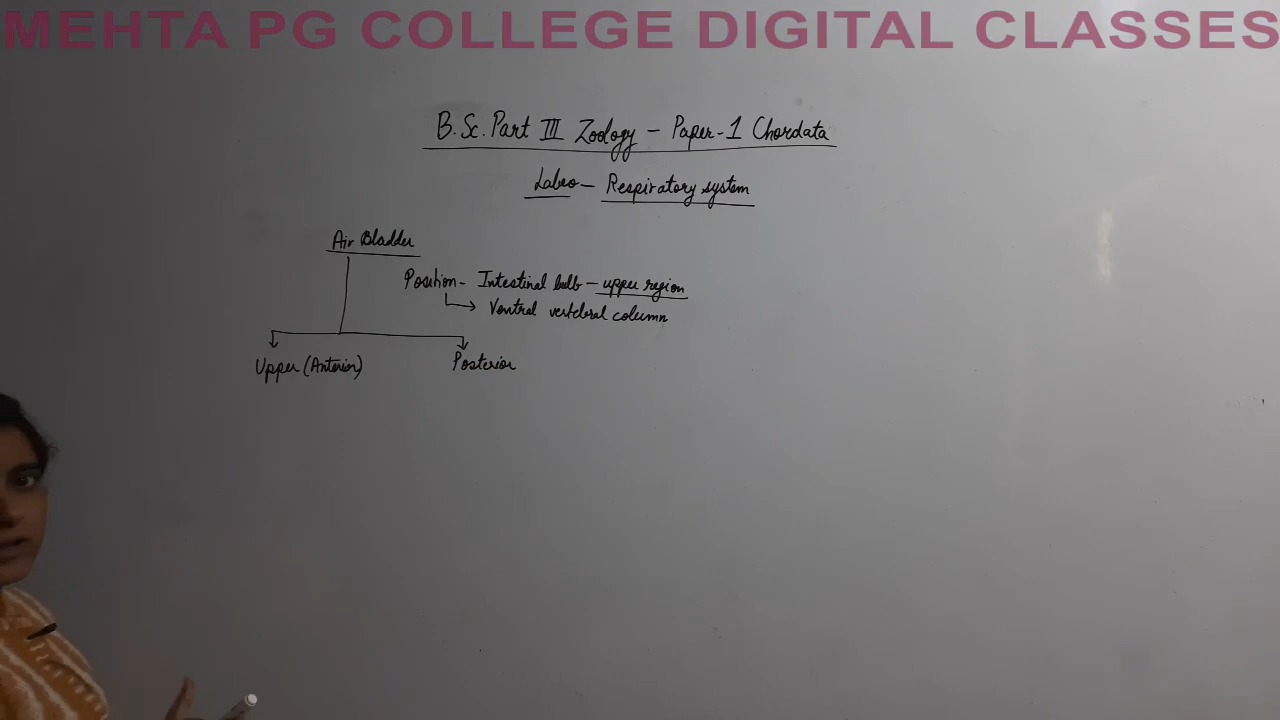 MEHTA PG COLLEGE DIGITAL CLASSES
B.Sc. Part III Zoology - Paper-1 Chordata
Labeo - Respiratory system
Air Bladder
Position - Intestinal bulb - upper region
Ventral vertebral column
Upper (Anterior)
Posterior